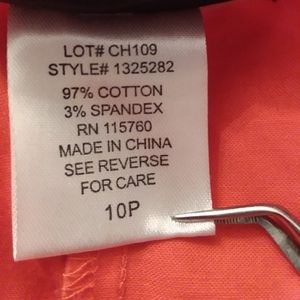 LOT# CH109
STYLE# 1325282
97% COTTON
3% SPANDEX
RN 115760
MADE IN CHINA
SEE REVERSE
FOR CARE
10P